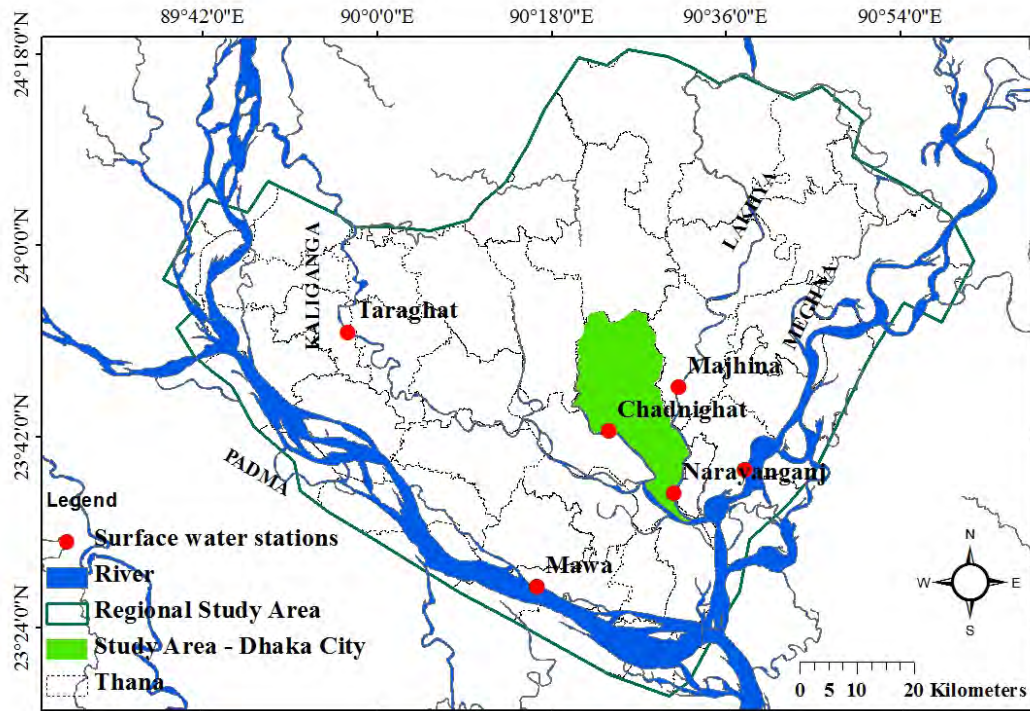 89°42'0"E
90°0'0"E
90°18'0"E
90°36'0"E
90°54'0"E
24°18'0"N
24°0'0"N
23°42'0"N
23°24'0"N
LAKHYA
KALIGANGA
MEGHNA
Taraghat
Majhina
Chadnighat
PADMA
Narayanganj
Mawa
Legend
Surface water stations
River
Regional Study Area
Study Area - Dhaka City
Thana
N
W
E
S
0 5 10 20 Kilometers